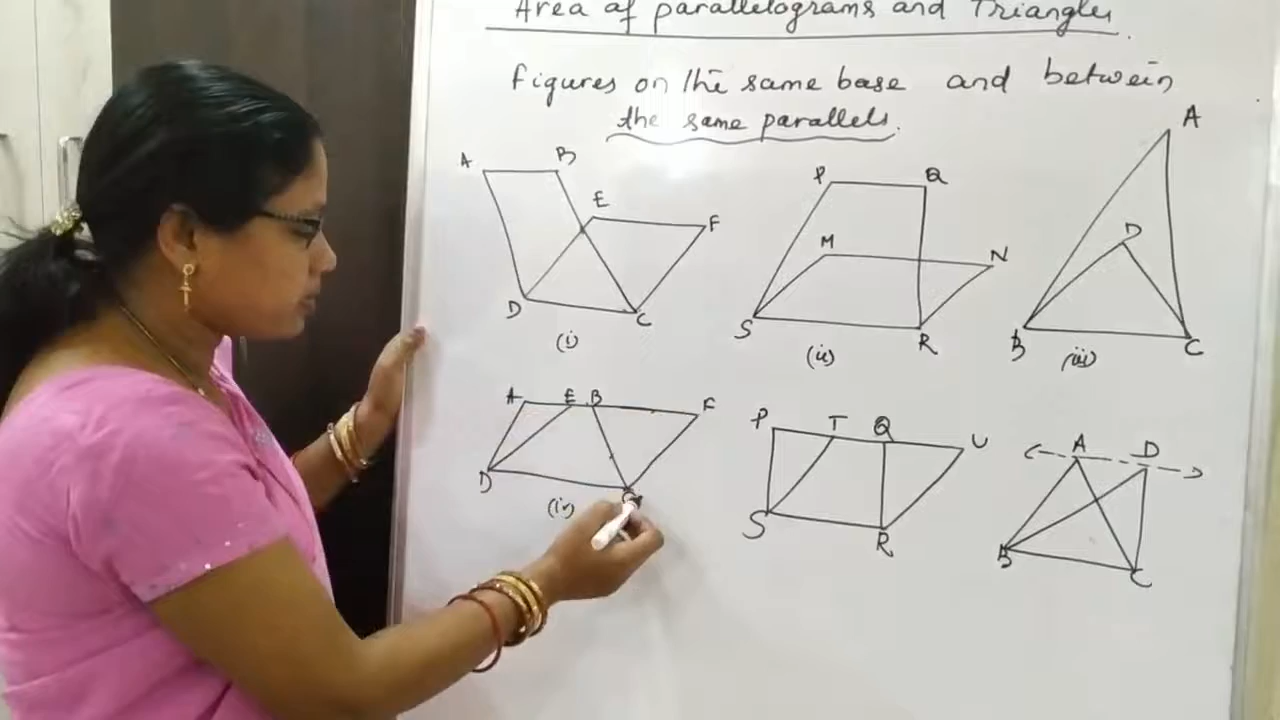 Area of parallelograms and Triangles
figures on the same base and between
the same parallels.
A B E F D C (i)
P Q M N S R (ii)
A D B C (iii)
A E B F D (iv)
P T Q U S R
A D B C